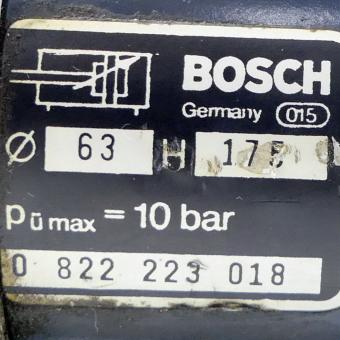 BOSCH
Germany 015
Ø 63 H
pü max = 10 bar
0 822 223 018